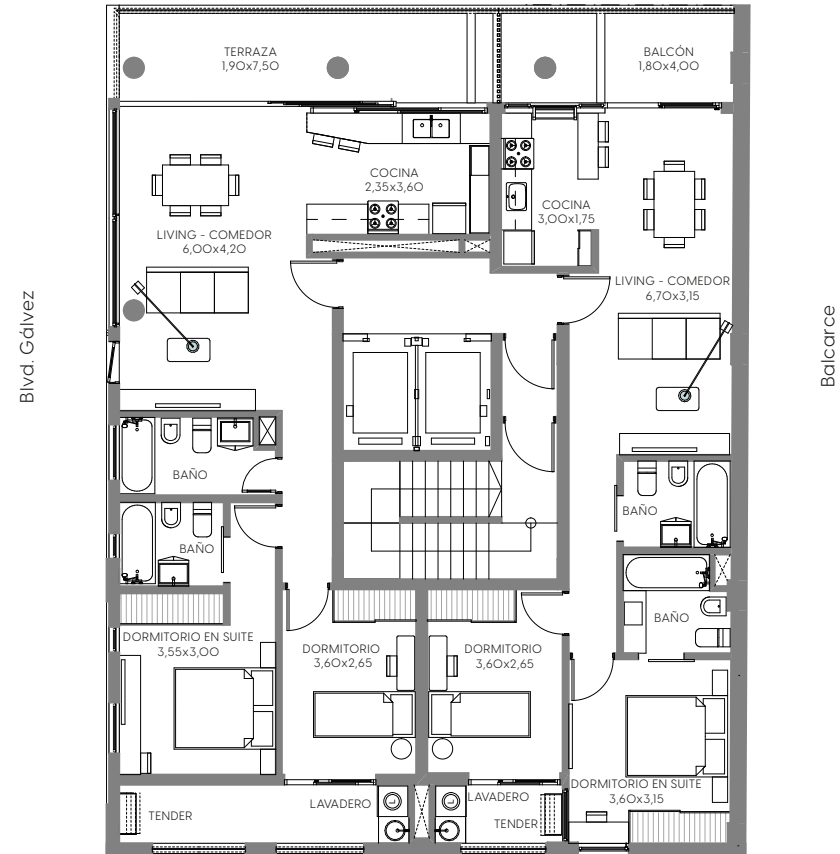 TERRAZA
1,90x7,50
BALCÓN
1,80x4,00
COCINA
2,35x3,60
COCINA
3,00x1,75
LIVING - COMEDOR
6,00x4,20
LIVING - COMEDOR
6,70x3,15
Blvd. Gálvez
Balcarce
BAÑO
BAÑO
BAÑO
BAÑO
DORMITORIO EN SUITE
3,55x3,00
DORMITORIO
3,60x2,65
DORMITORIO
3,60x2,65
DORMITORIO EN SUITE
3,60x3,15
TENDER
LAVADERO
L
L
LAVADERO
TENDER